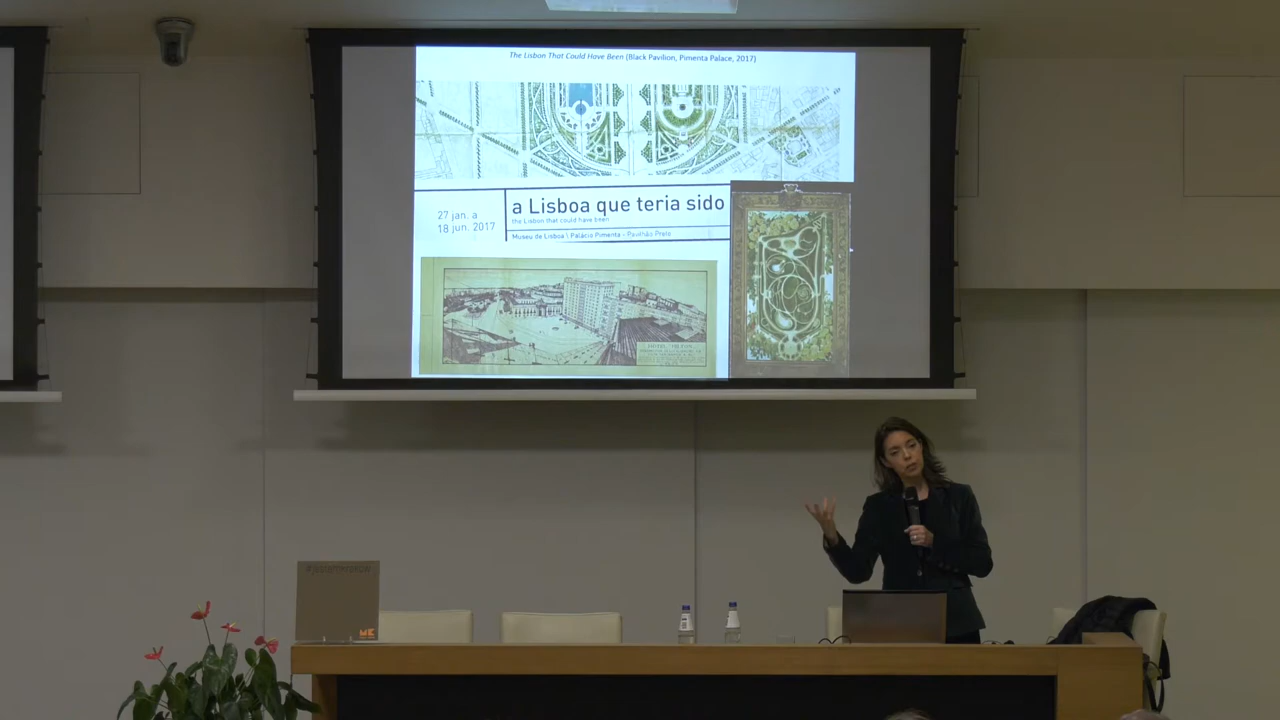 The Lisbon That Could Have Been (Black Pavilion, Pimenta Palace, 2017)
27 jan. a
18 jun. 2017
a Lisboa que teria sido
the Lisbon that could have been
Museu de Lisboa \ Palácio Pimenta - Pavilhão Preto